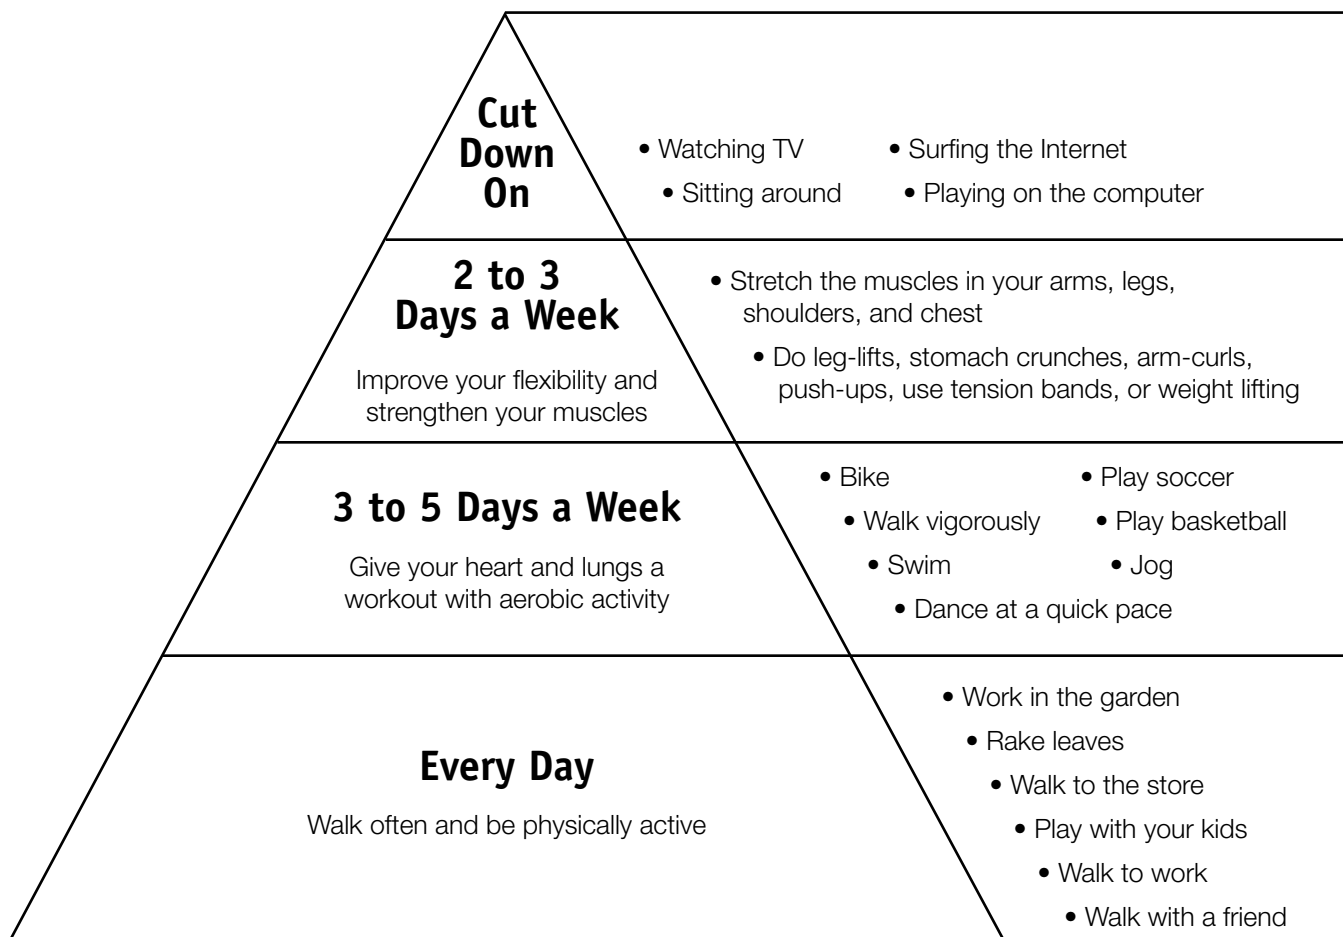 Cut
Down
On
• Watching TV
• Surfing the Internet
• Sitting around
• Playing on the computer
2 to 3
Days a Week
Improve your flexibility and
strengthen your muscles
• Stretch the muscles in your arms, legs,
shoulders, and chest
• Do leg-lifts, stomach crunches, arm-curls,
push-ups, use tension bands, or weight lifting
3 to 5 Days a Week
Give your heart and lungs a
workout with aerobic activity
• Bike
• Play soccer
• Walk vigorously
• Play basketball
• Swim
• Jog
• Dance at a quick pace
Every Day
Walk often and be physically active
• Work in the garden
• Rake leaves
• Walk to the store
• Play with your kids
• Walk to work
• Walk with a friend